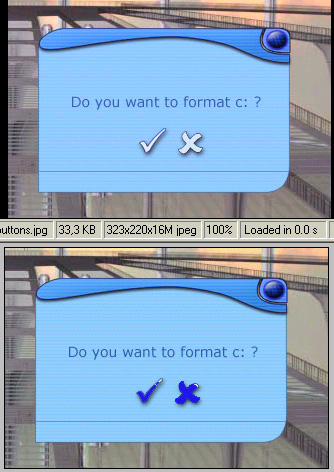 Do you want to format c: ?
buttons.jpg 33,3 KB 323x220x16M jpeg 100% Loaded in 0.0 s
Do you want to format c: ?